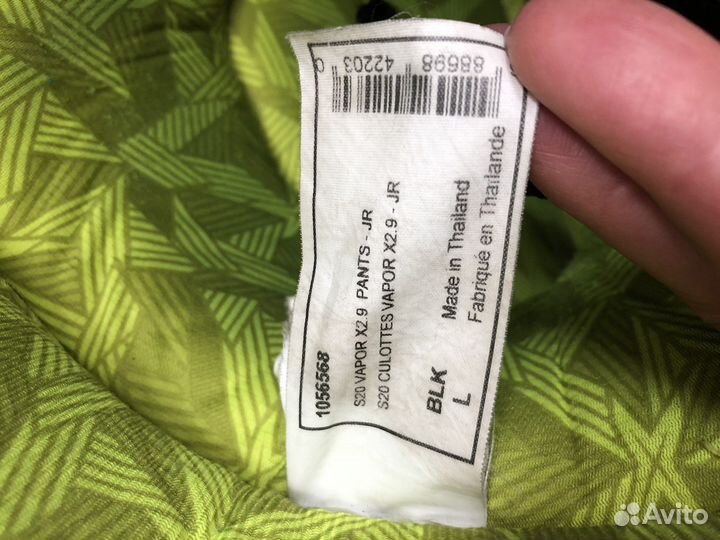 1056568
S20 VAPOR X2.9 PANTS - JR
S20 CULOTTES VAPOR X2.9 - JR
BLK
Made in Thailand
L
Fabriqué en Thaïlande
88698 42203
0
Avito